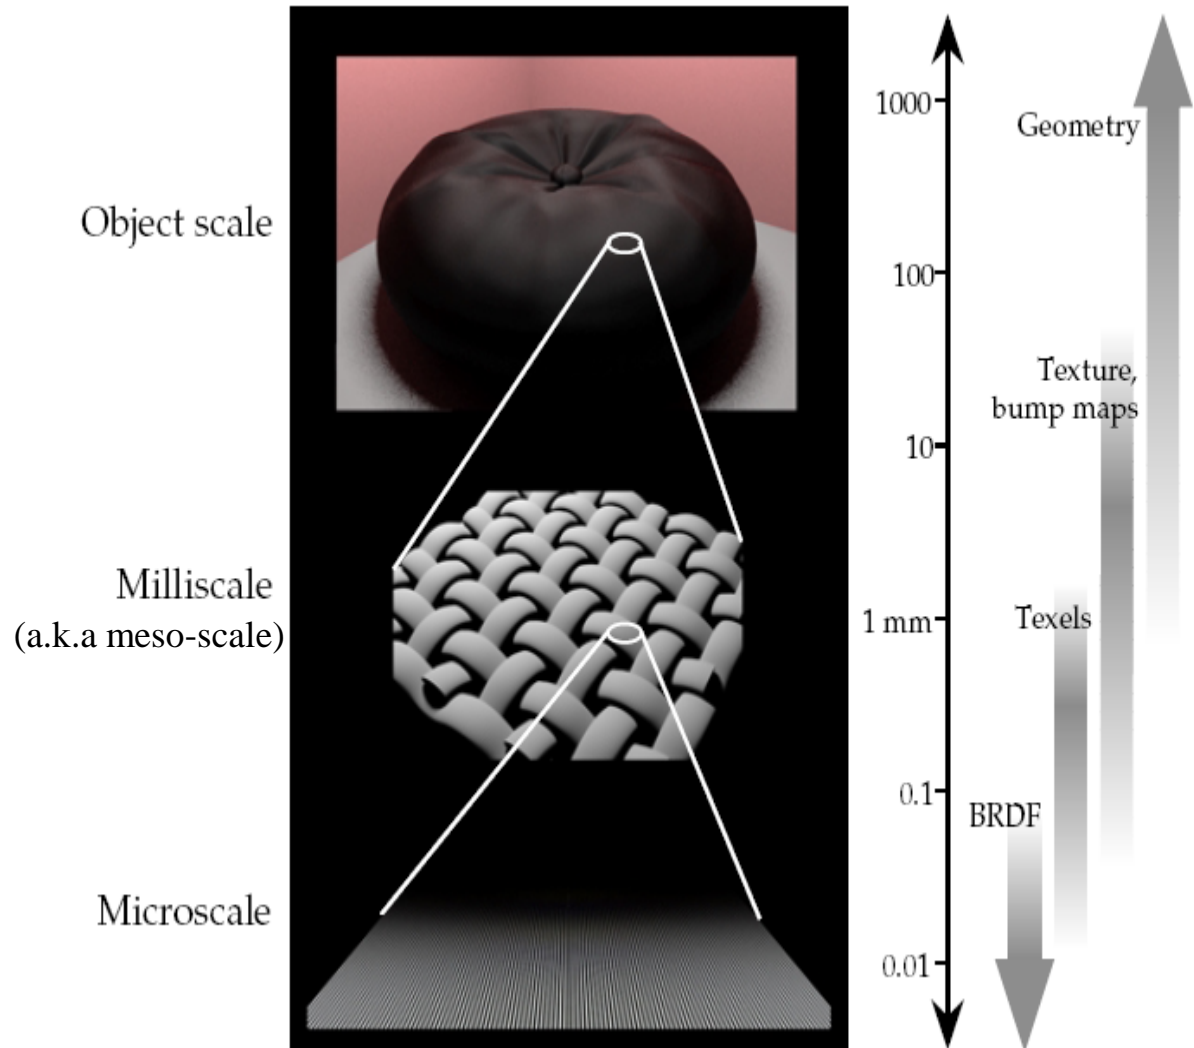 Object scale
Milliscale
(a.k.a meso-scale)
Microscale
1000
100
10
1 mm
0.1
0.01
Geometry
Texture,
bump maps
Texels
BRDF